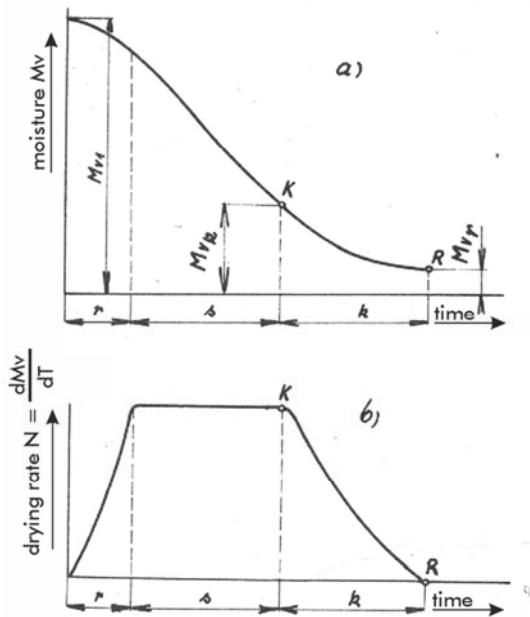 a)
moisture Mv
Mv1
K
Mvk
R
Mvr
r
s
k
time
drying rate N = dMv
dT
b)
K
R
r
s
k
time